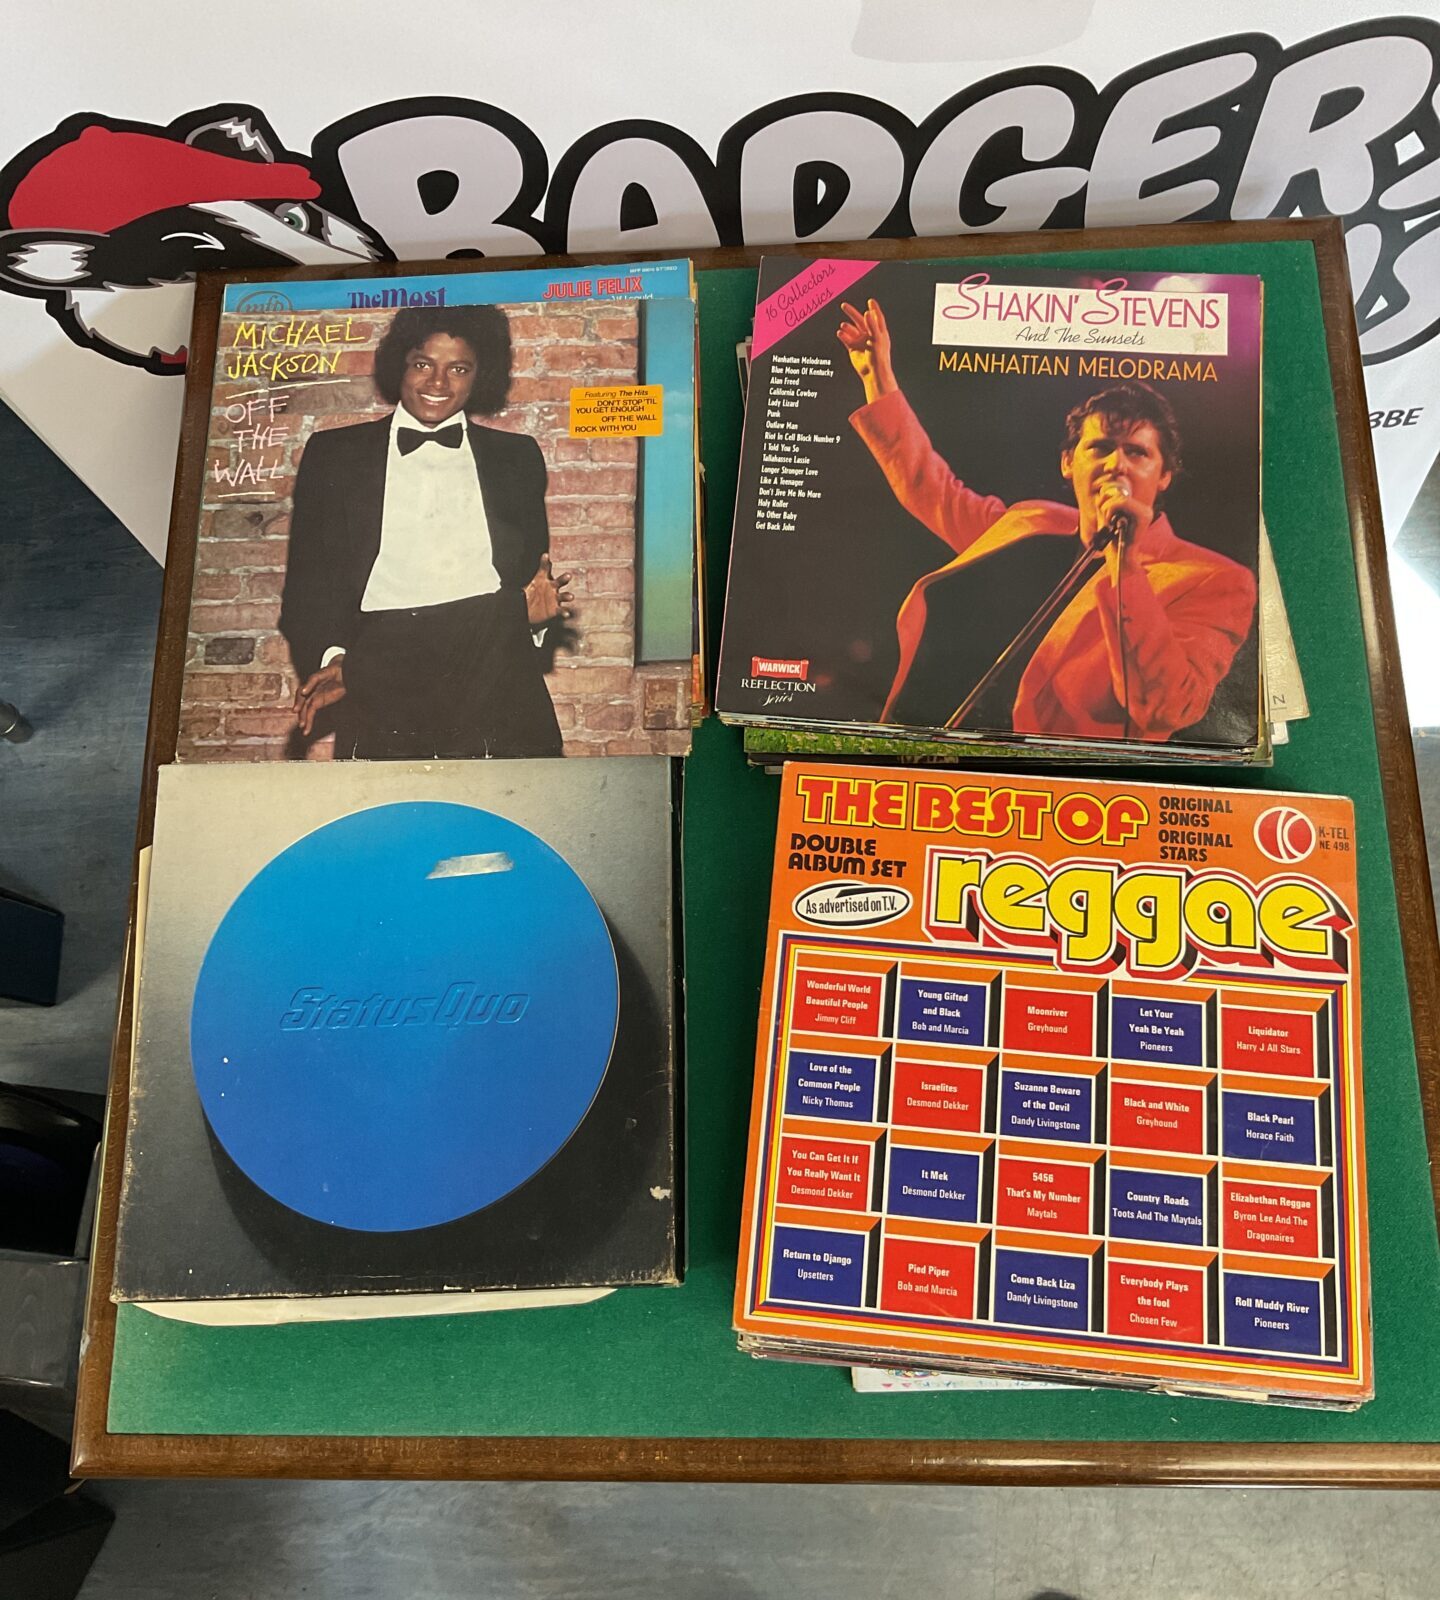 BADGERS
BBE
mfp
The Most
JULIE FELIX
MICHAEL
JACKSON
OFF
THE
WALL
Featuring The Hits
DON'T STOP 'TIL
YOU GET ENOUGH
OFF THE WALL
ROCK WITH YOU
16 Collectors
Classics
SHAKIN' STEVENS
And The Sunsets
MANHATTAN MELODRAMA
Manhattan Melodrama
Blue Moon Of Kentucky
Alan Freed
California Cowboy
Lady Lizard
Punk
Outlaw Man
Riot In Cell Block Number 9
I Told You So
Tallahassee Lassie
Longer Stronger Love
Like A Teenager
Don't Jive Me No More
Holy Roller
No Other Baby
Get Back John
WARWICK
REFLECTION
Series
Status Quo
THE BEST OF
ORIGINAL
SONGS
ORIGINAL
STARS
K-TEL
NE 498
DOUBLE
ALBUM SET
As advertised on T.V.
reggae
Wonderful World
Beautiful People
Jimmy Cliff
Young Gifted
and Black
Bob and Marcia
Moonriver
Greyhound
Let Your
Yeah Be Yeah
Pioneers
Liquidator
Harry J All Stars
Love of the
Common People
Nicky Thomas
Israelites
Desmond Dekker
Suzanne Beware
of the Devil
Dandy Livingstone
Black and White
Greyhound
Black Pearl
Horace Faith
You Can Get It If
You Really Want It
Desmond Dekker
It Mek
Desmond Dekker
5456
That's My Number
Maytals
Country Roads
Toots And The Maytals
Elizabethan Reggae
Byron Lee And The
Dragonaires
Return to Django
Upsetters
Pied Piper
Bob and Marcia
Come Back Liza
Dandy Livingstone
Everybody Plays
the fool
Chosen Few
Roll Muddy River
Pioneers